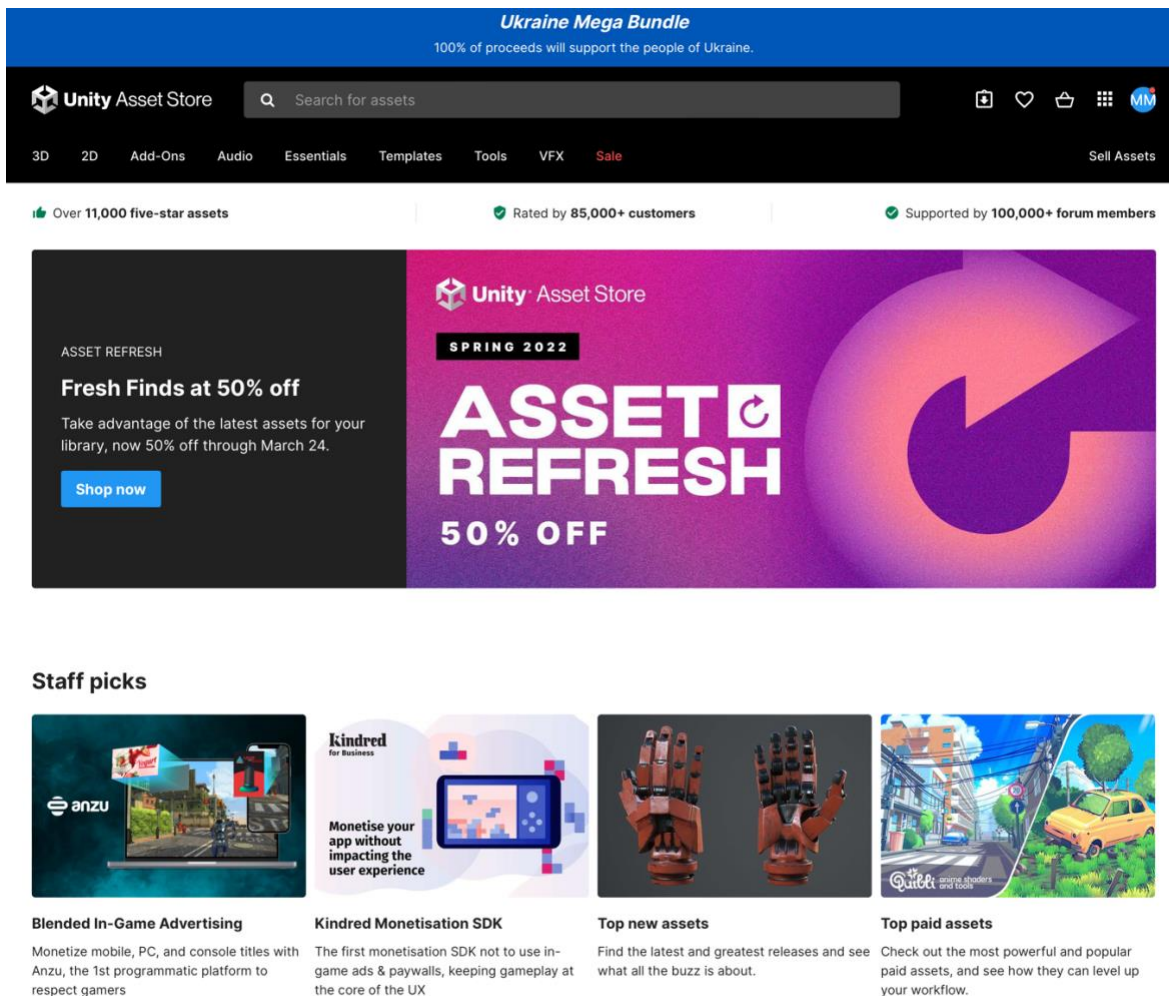 Ukraine Mega Bundle
100% of proceeds will support the people of Ukraine.
Unity Asset Store
Search for assets
MM
3D 2D Add-Ons Audio Essentials Templates Tools VFX Sale Sell Assets
Over 11,000 five-star assets
Rated by 85,000+ customers
Supported by 100,000+ forum members
ASSET REFRESH
Fresh Finds at 50% off
Take advantage of the latest assets for your
library, now 50% off through March 24.
Shop now
Unity Asset Store
SPRING 2022
ASSET
REFRESH
50% OFF
Staff picks
anzu
Kindred
for Business
Monetise your
app without
impacting the
user experience
Quibli anime shaders
and tools
Blended In-Game Advertising
Monetize mobile, PC, and console titles with
Anzu, the 1st programmatic platform to
respect gamers
Kindred Monetisation SDK
The first monetisation SDK not to use in-
game ads & paywalls, keeping gameplay at
the core of the UX
Top new assets
Find the latest and greatest releases and see
what all the buzz is about.
Top paid assets
Check out the most powerful and popular
paid assets, and see how they can level up
your workflow.